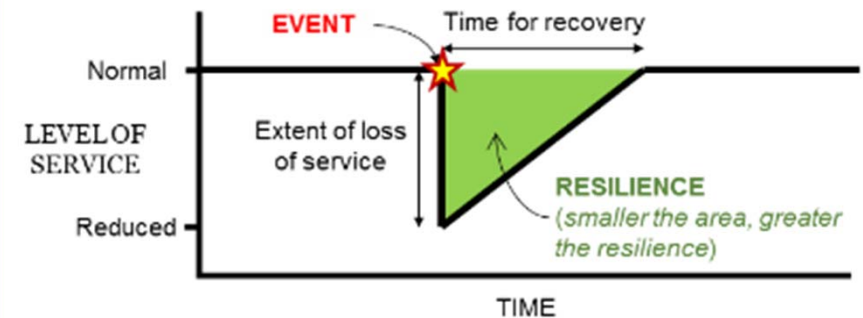 EVENT
Time for recovery
Normal
LEVEL OF
SERVICE
Extent of loss
of service
RESILIENCE
(smaller the area, greater
the resilience)
Reduced
TIME